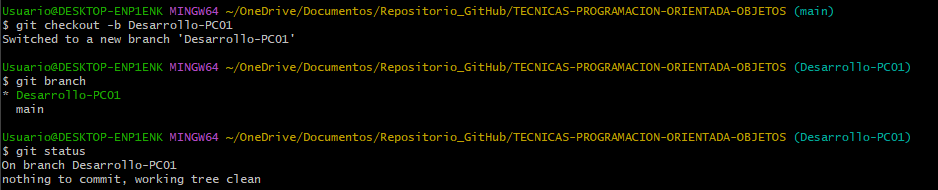 Usuario@DESKTOP-ENP1ENK MINGW64 ~/OneDrive/Documentos/Repositorio_GitHub/TECNICAS-PROGRAMACION-ORIENTADA-OBJETOS (main)
$ git checkout -b Desarrollo-PC01
Switched to a new branch 'Desarrollo-PC01'
Usuario@DESKTOP-ENP1ENK MINGW64 ~/OneDrive/Documentos/Repositorio_GitHub/TECNICAS-PROGRAMACION-ORIENTADA-OBJETOS (Desarrollo-PC01)
$ git branch
* Desarrollo-PC01
  main
Usuario@DESKTOP-ENP1ENK MINGW64 ~/OneDrive/Documentos/Repositorio_GitHub/TECNICAS-PROGRAMACION-ORIENTADA-OBJETOS (Desarrollo-PC01)
$ git status
On branch Desarrollo-PC01
nothing to commit, working tree clean